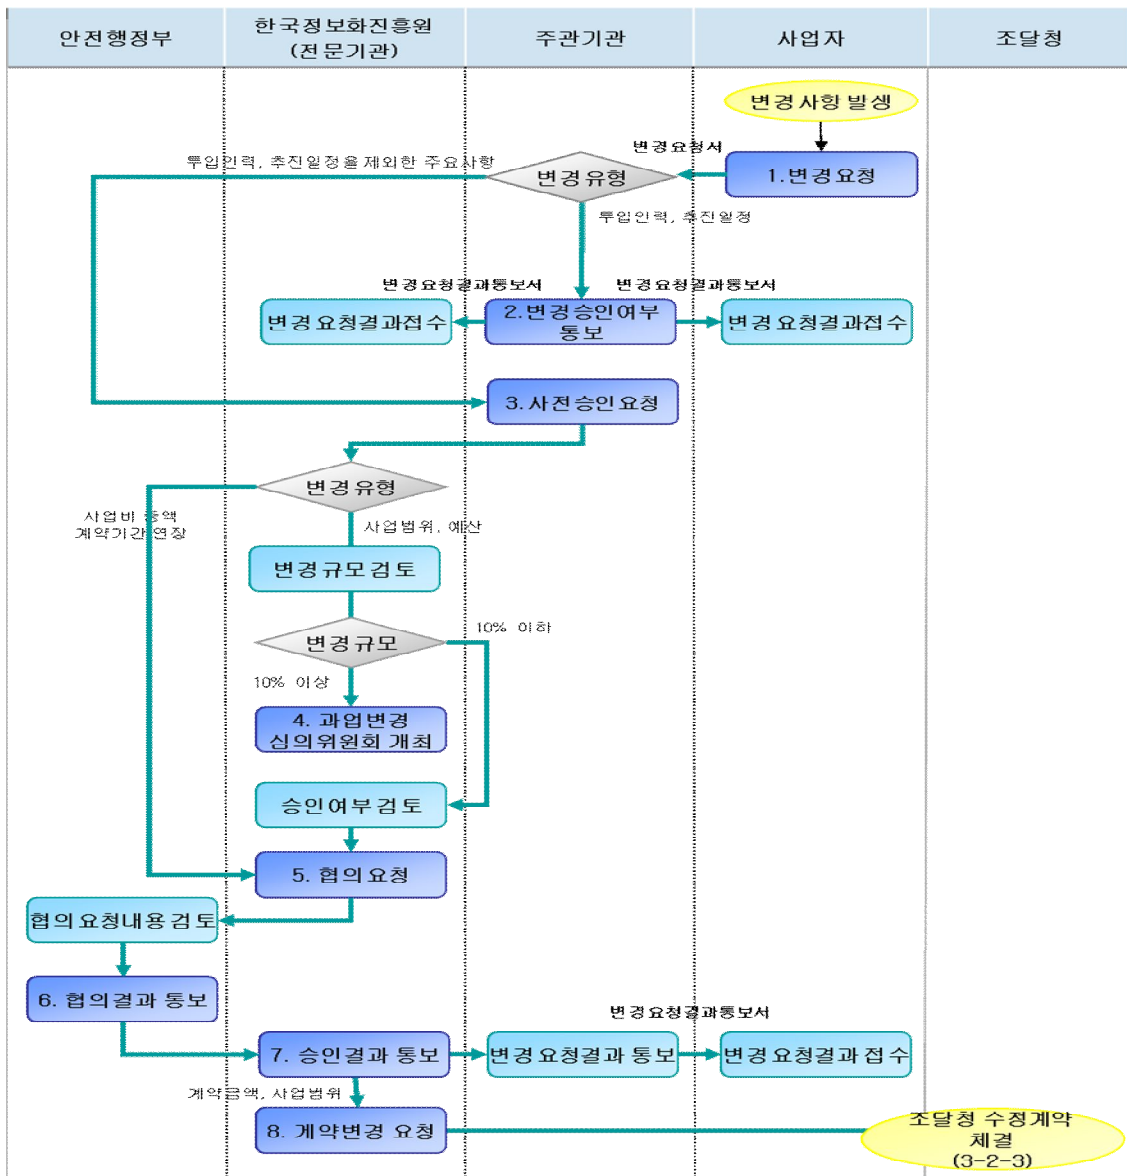 안전행정부
한국정보화진흥원
(전문기관)
주관기관
사업자
조달청
변경사항 발생
변경요청서
투입인력, 추진일정을 제외한 주요사항
변경유형
1.변경요청
투입인력, 추진일정
변경요청결과통보서
변경요청결과통보서
변경요청결과접수
2.변경승인여부
통보
변경요청결과접수
3.사전승인요청
변경유형
사업비 증액
계약기간 연장
사업범위, 예산
변경규모검토
변경규모
10% 이하
10% 이상
4. 과업변경
심의위원회 개최
승인여부검토
5. 협의요청
협의요청내용검토
6. 협의결과 통보
변경요청결과통보서
7. 승인결과 통보
변경요청결과 통보
변경요청결과 접수
계약금액, 사업범위
8. 계약변경 요청
조달청 수정계약
체결
(3-2-3)